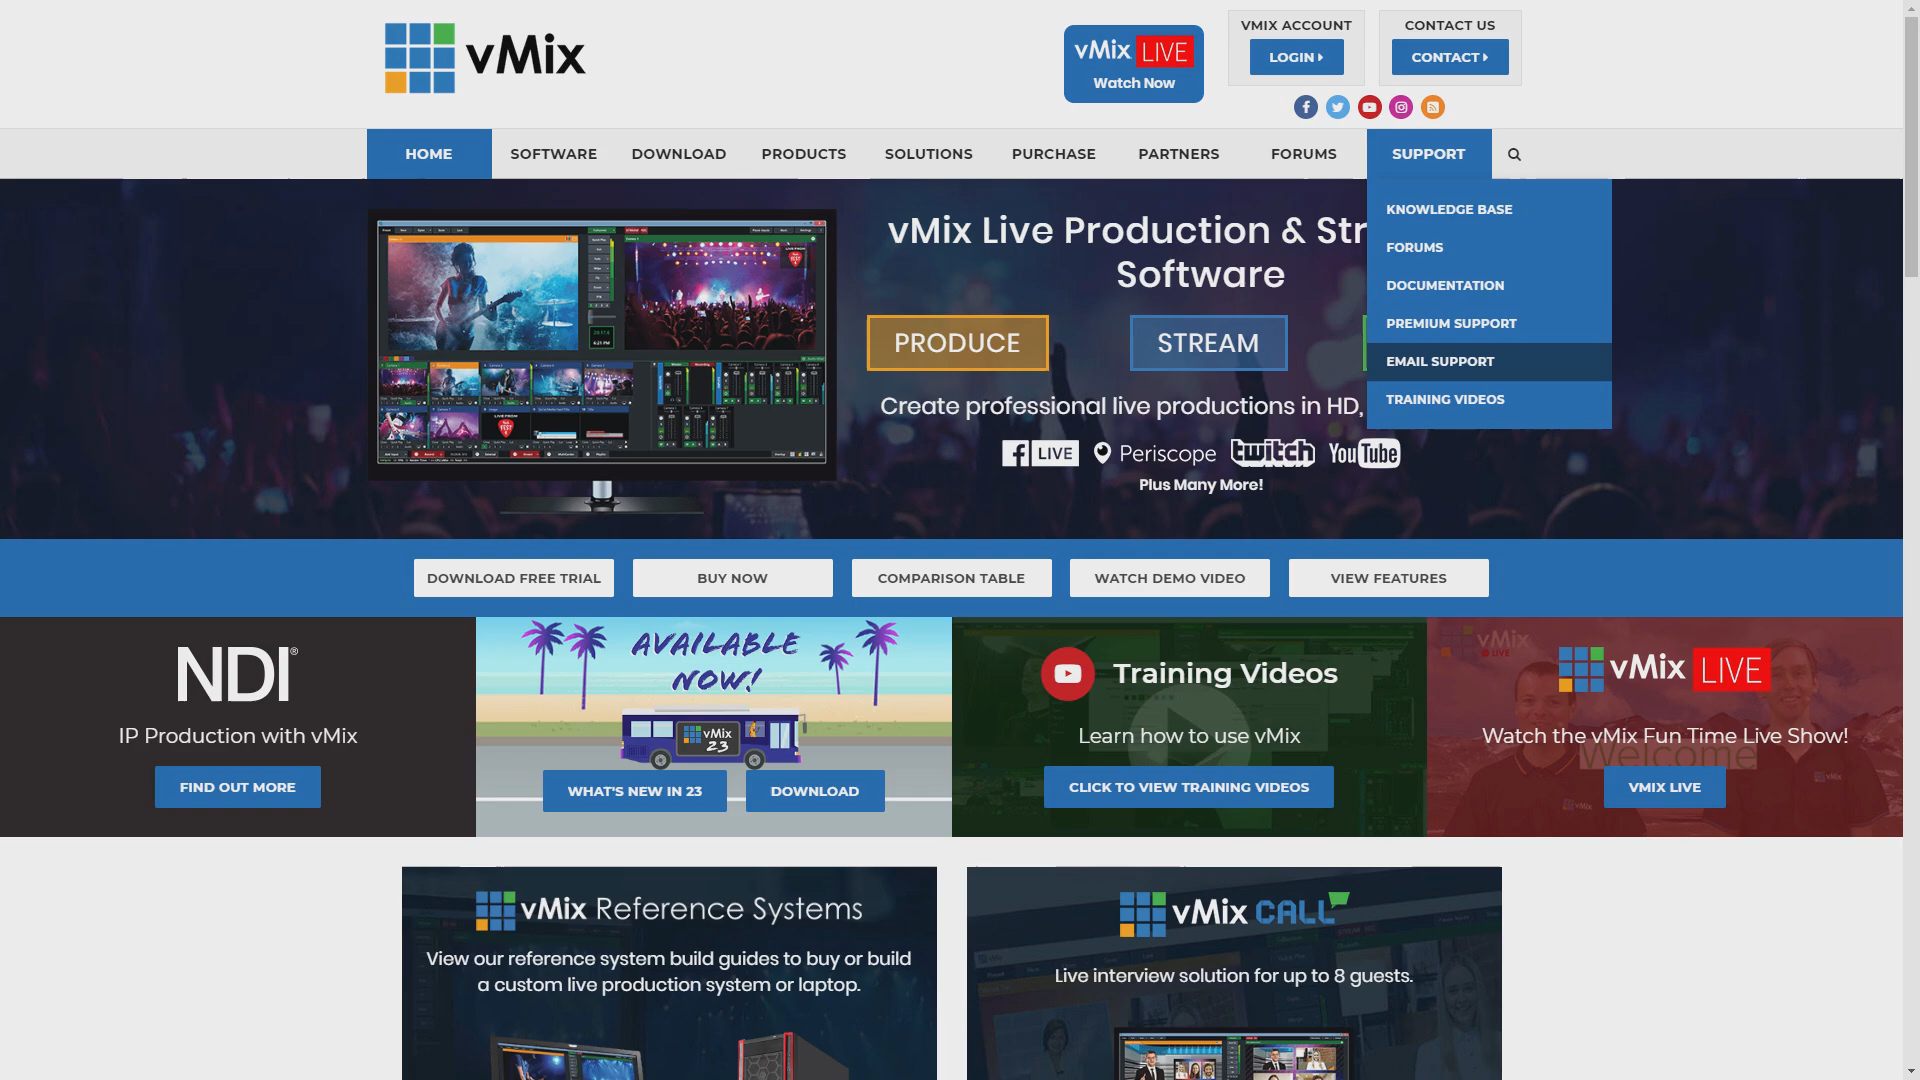 vMix
vMix LIVE
Watch Now
VMIX ACCOUNT
LOGIN
CONTACT US
CONTACT
HOME
SOFTWARE
DOWNLOAD
PRODUCTS
SOLUTIONS
PURCHASE
PARTNERS
FORUMS
SUPPORT
KNOWLEDGE BASE
FORUMS
DOCUMENTATION
PREMIUM SUPPORT
EMAIL SUPPORT
TRAINING VIDEOS
vMix Live Production & Str
Software
PRODUCE
STREAM
Create professional live productions in HD,
LIVE
Periscope
twitch
YouTube
Plus Many More!
DOWNLOAD FREE TRIAL
BUY NOW
COMPARISON TABLE
WATCH DEMO VIDEO
VIEW FEATURES
NDI®
IP Production with vMix
FIND OUT MORE
AVAILABLE
NOW!
vMix
23
WHAT'S NEW IN 23
DOWNLOAD
Training Videos
Learn how to use vMix
CLICK TO VIEW TRAINING VIDEOS
vMix LIVE
vMix LIVE
Watch the vMix Fun Time Live Show!
Welcome
VMIX LIVE
vMix Reference Systems
View our reference system build guides to buy or build
a custom live production system or laptop.
vMix CALL
Live interview solution for up to 8 guests.